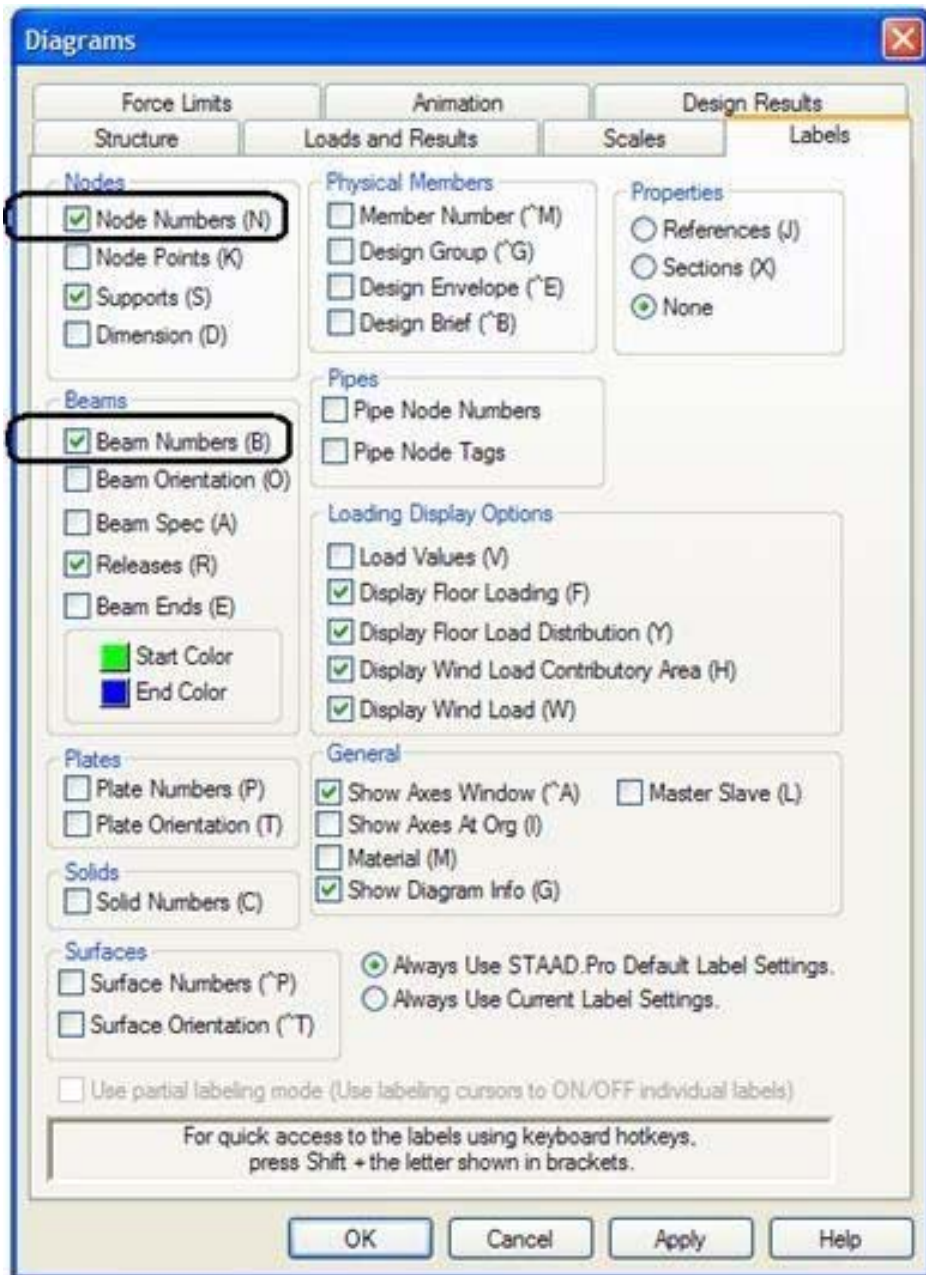 Diagrams
Force Limits
Animation
Design Results
Structure
Loads and Results
Scales
Labels
Nodes
Node Numbers (N)
Node Points (K)
Supports (S)
Dimension (D)
Physical Members
Member Number (^M)
Design Group (^G)
Design Envelope (^E)
Design Brief (^B)
Properties
References (J)
Sections (X)
None
Beams
Beam Numbers (B)
Beam Orientation (O)
Beam Spec (A)
Releases (R)
Beam Ends (E)
Start Color
End Color
Pipes
Pipe Node Numbers
Pipe Node Tags
Loading Display Options
Load Values (V)
Display Floor Loading (F)
Display Floor Load Distribution (Y)
Display Wind Load Contributory Area (H)
Display Wind Load (W)
Plates
Plate Numbers (P)
Plate Orientation (T)
General
Show Axes Window (^A)
Master Slave (L)
Show Axes At Org (I)
Material (M)
Show Diagram Info (G)
Solids
Solid Numbers (C)
Surfaces
Surface Numbers (^P)
Surface Orientation (^T)
Always Use STAAD.Pro Default Label Settings.
Always Use Current Label Settings.
Use partial labeling mode (Use labeling cursors to ON/OFF individual labels)
For quick access to the labels using keyboard hotkeys,
press Shift + the letter shown in brackets.
OK
Cancel
Apply
Help